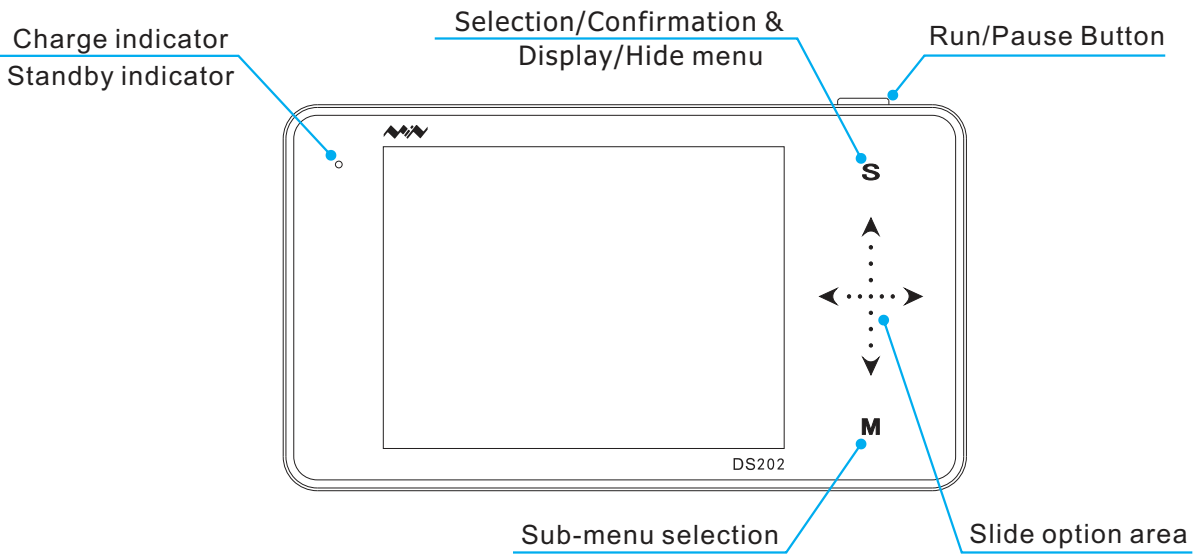 Charge indicator
Standby indicator
Selection/Confirmation &
Display/Hide menu
Run/Pause Button
S
M
DS202
Sub-menu selection
Slide option area